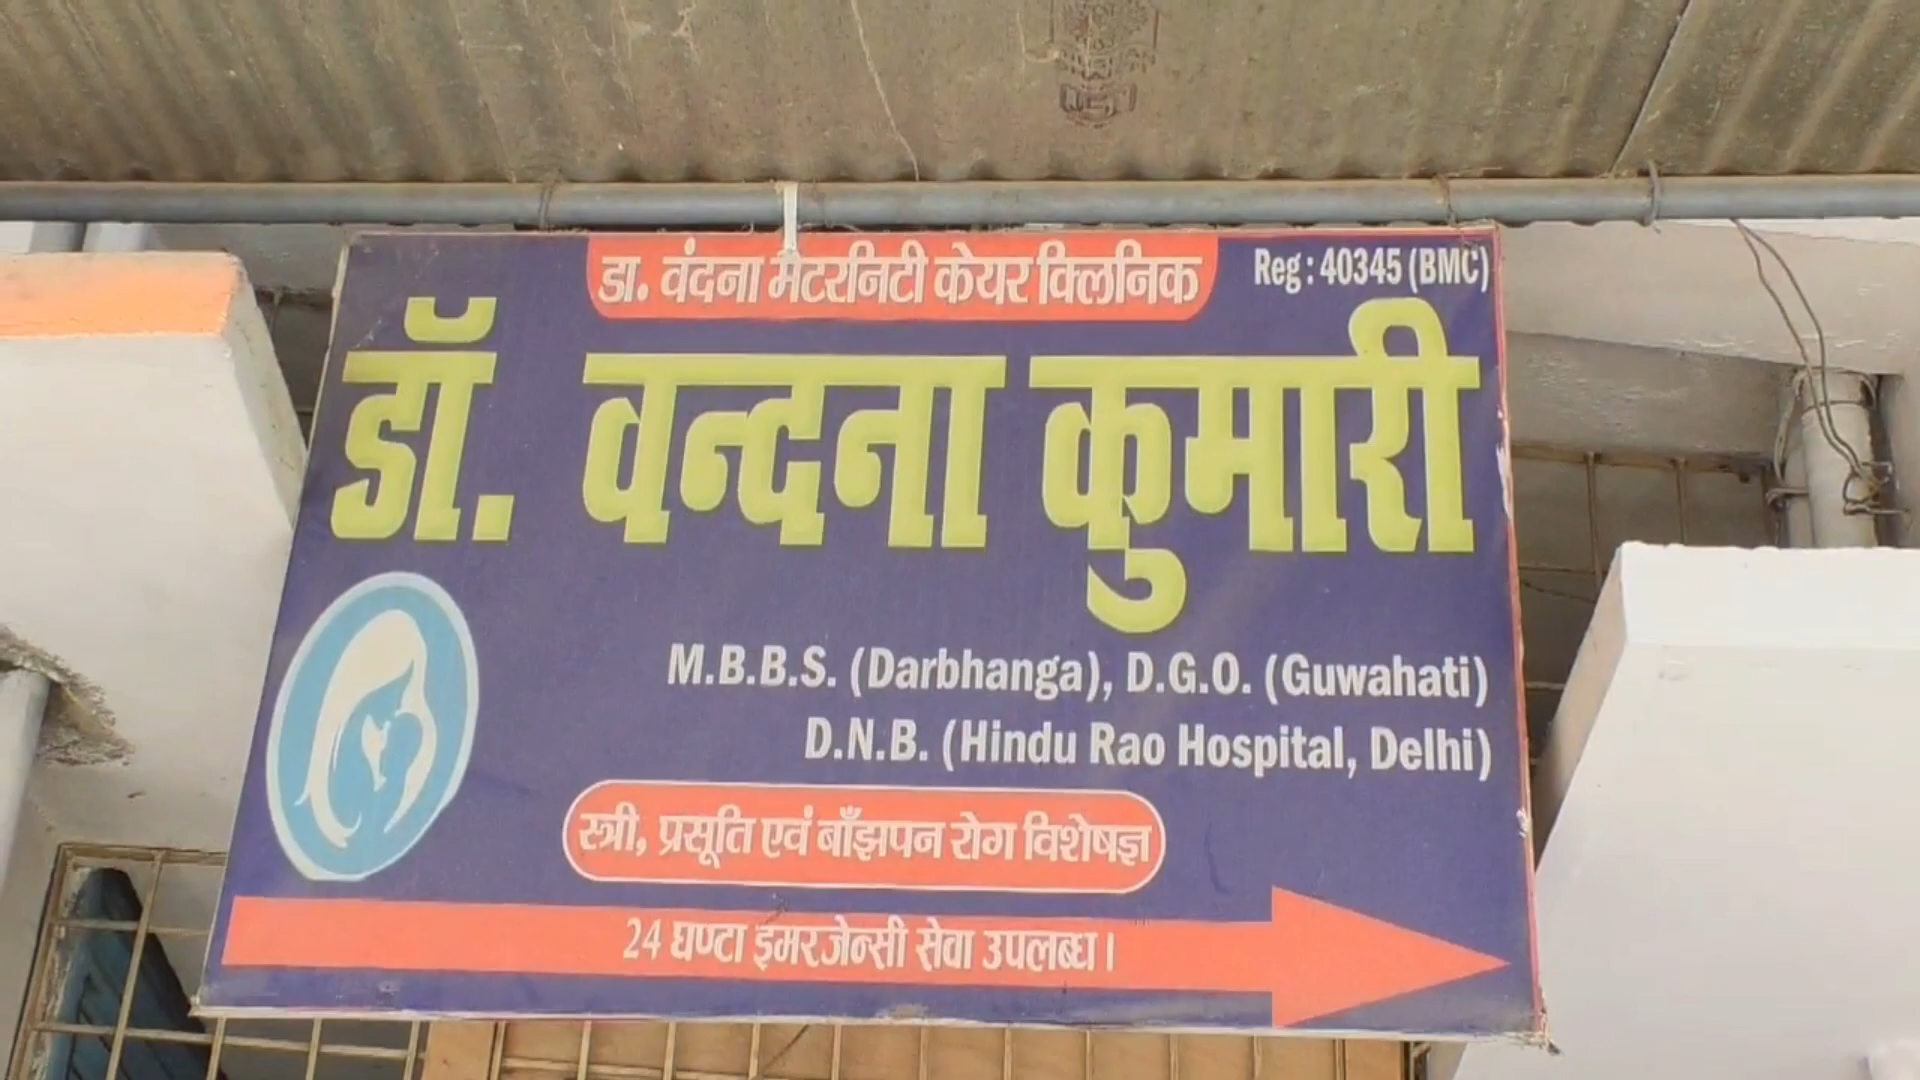 डा. वंदना मैटरनिटी केयर क्लिनिक
Reg : 40345 (BMC)
डॉ. वन्दना कुमारी
M.B.B.S. (Darbhanga), D.G.O. (Guwahati)
D.N.B. (Hindu Rao Hospital, Delhi)
स्त्री, प्रसूति एवं बाँझपन रोग विशेषज्ञ
24 घण्टा इमरजेन्सी सेवा उपलब्ध।